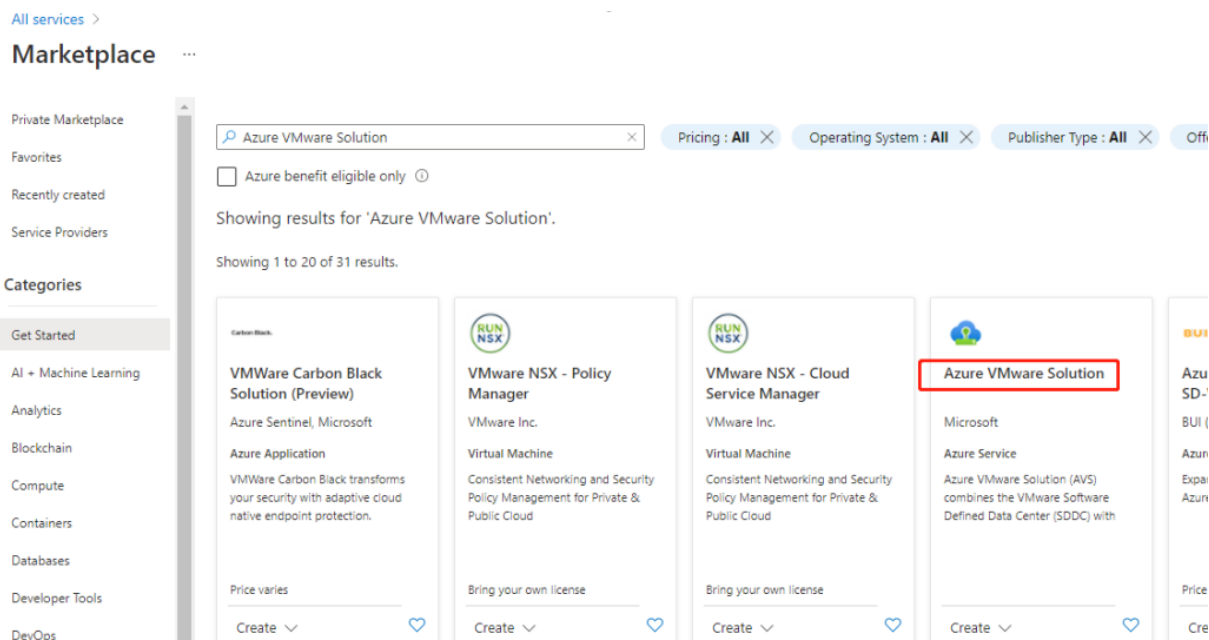 All services >
Marketplace ...
Private Marketplace
Favorites
Recently created
Service Providers
Categories
Get Started
AI + Machine Learning
Analytics
Blockchain
Compute
Containers
Databases
Developer Tools
DevOps
Azure VMware Solution
Pricing : All
Operating System : All
Publisher Type : All
Azure benefit eligible only
Showing results for 'Azure VMware Solution'.
Showing 1 to 20 of 31 results.
Carbon Black.
VMWare Carbon Black
Solution (Preview)
Azure Sentinel, Microsoft
Azure Application
VMWare Carbon Black transforms
your security with adaptive cloud
native endpoint protection.
Price varies
Create
RUN
NSX
VMware NSX - Policy
Manager
VMware Inc.
Virtual Machine
Consistent Networking and Security
Policy Management for Private &
Public Cloud
Bring your own license
Create
RUN
NSX
VMware NSX - Cloud
Service Manager
VMware Inc.
Virtual Machine
Consistent Networking and Security
Policy Management for Private &
Public Cloud
Bring your own license
Create
Azure VMware Solution
Microsoft
Azure Service
Azure VMware Solution (AVS)
combines the VMware Software
Defined Data Center (SDDC) with
Create
BUI
Price